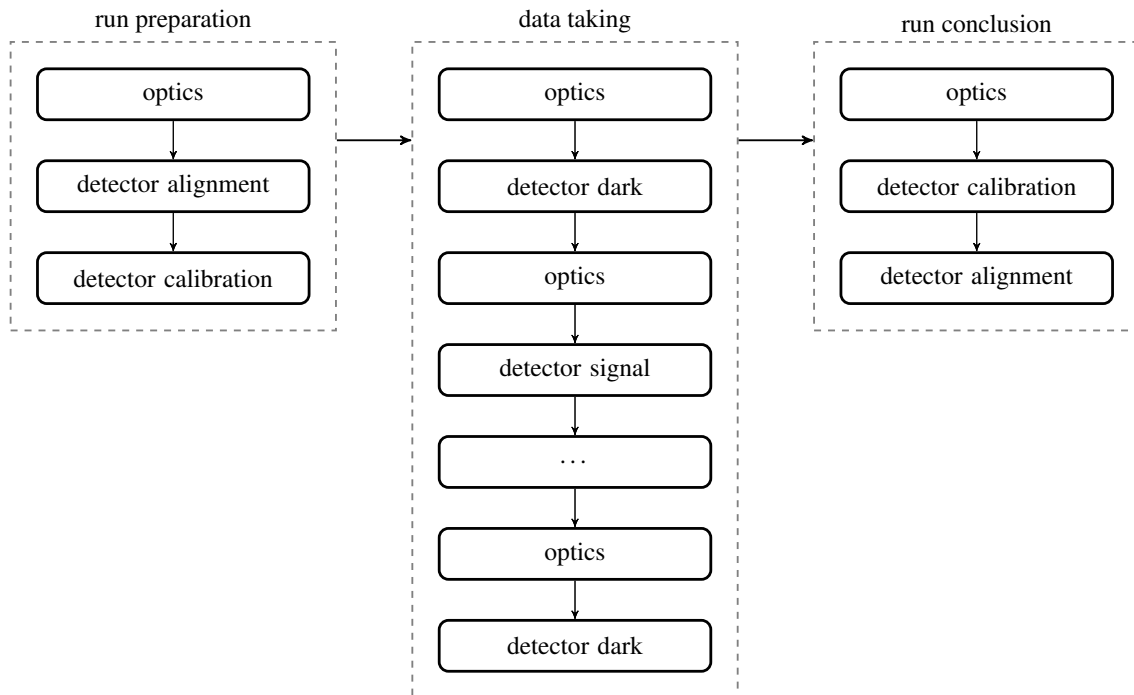 run preparation
optics
detector alignment
detector calibration
data taking
optics
detector dark
optics
detector signal
...
optics
detector dark
run conclusion
optics
detector calibration
detector alignment